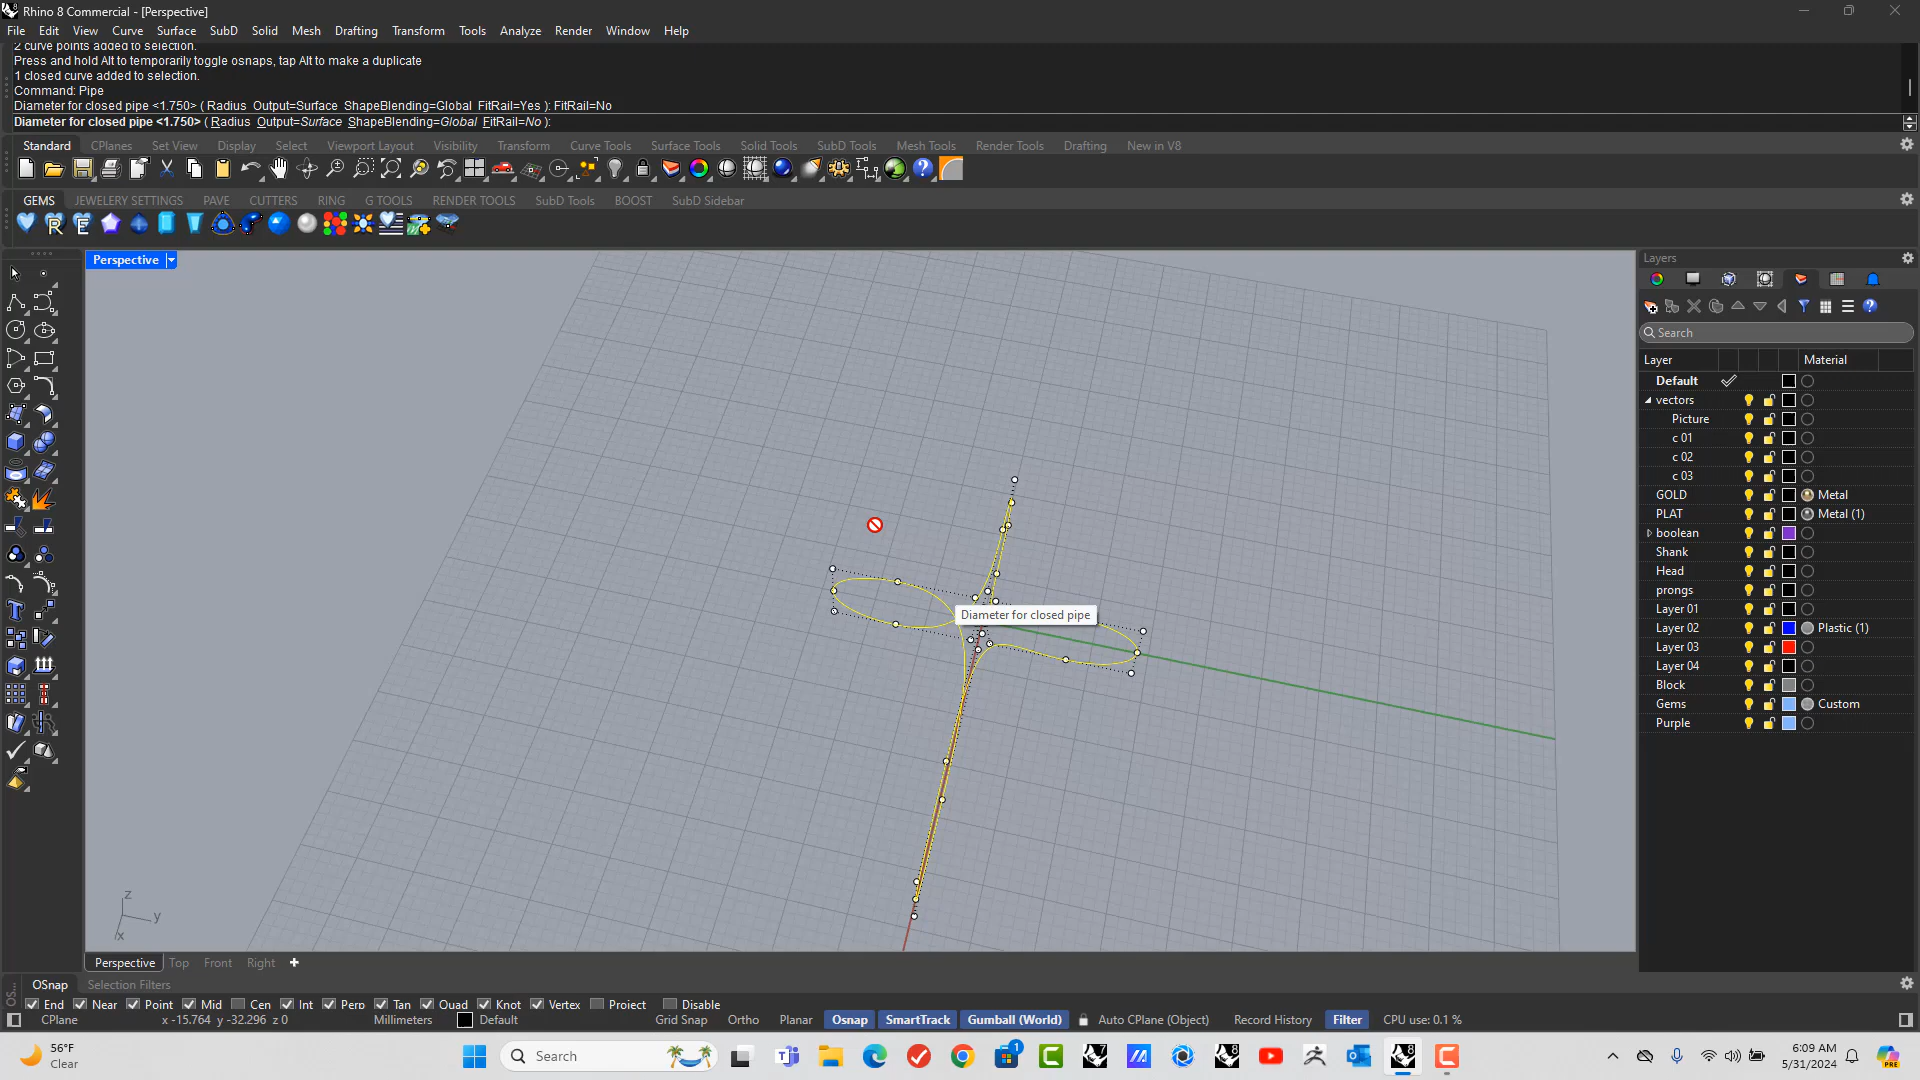 Rhino 8 Commercial - [Perspective]
File Edit View Curve Surface SubD Solid Mesh Drafting Transform Tools Analyze Render Window Help
2 curve points added to selection.
Press and hold Alt to temporarily toggle osnaps, tap Alt to make a duplicate
1 closed curve added to selection.
Command: Pipe
Diameter for closed pipe <1.750> ( Radius Output=Surface ShapeBlending=Global FitRail=Yes ): FitRail=No
Diameter for closed pipe <1.750> ( Radius Output=Surface ShapeBlending=Global FitRail=No ):
Standard CPlanes Set View Display Select Viewport Layout Visibility Transform Curve Tools Surface Tools Solid Tools SubD Tools Mesh Tools Render Tools Drafting New in V8
GEMS JEWELERY SETTINGS PAVE CUTTERS RING G TOOLS RENDER TOOLS SubD Tools BOOST SubD Sidebar
Perspective
Layers
Search
Layer Material
Default
vectors
Picture
c 01
c 02
c 03
GOLD Metal
PLAT Metal (1)
boolean
Shank
Head
prongs
Layer 01
Layer 02 Plastic (1)
Layer 03
Layer 04
Block
Gems Custom
Purple
Diameter for closed pipe
z
y
x
Perspective Top Front Right
OSnap Selection Filters
End Near Point Mid Cen Int Perp Tan Quad Knot Vertex Project Disable
CPlane x -15.764 y -32.296 z 0 Millimeters Default Grid Snap Ortho Planar Osnap SmartTrack Gumball (World) Auto CPlane (Object) Record History Filter CPU use: 0.1 %
56°F
Clear
Search
1
6:09 AM
5/31/2024